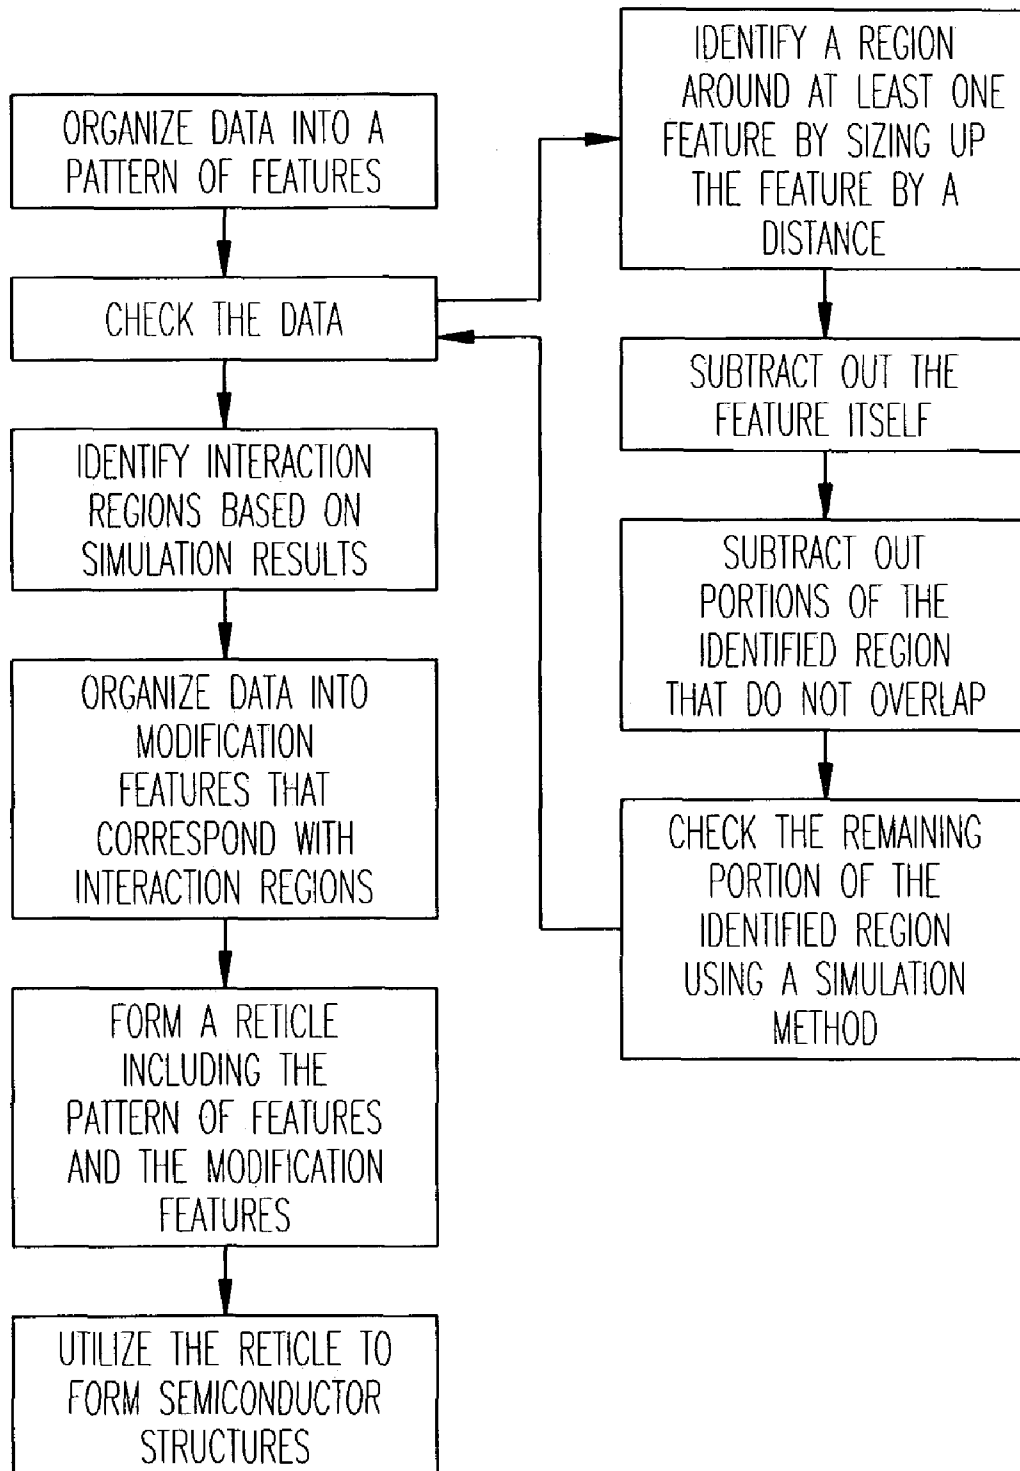 ORGANIZE DATA INTO A
PATTERN OF FEATURES
CHECK THE DATA
IDENTIFY INTERACTION
REGIONS BASED ON
SIMULATION RESULTS
ORGANIZE DATA INTO
MODIFICATION
FEATURES THAT
CORRESPOND WITH
INTERACTION REGIONS
FORM A RETICLE
INCLUDING THE
PATTERN OF FEATURES
AND THE MODIFICATION
FEATURES
UTILIZE THE RETICLE TO
FORM SEMICONDUCTOR
STRUCTURES
IDENTIFY A REGION
AROUND AT LEAST ONE
FEATURE BY SIZING UP
THE FEATURE BY A
DISTANCE
SUBTRACT OUT THE
FEATURE ITSELF
SUBTRACT OUT
PORTIONS OF THE
IDENTIFIED REGION
THAT DO NOT OVERLAP
CHECK THE REMAINING
PORTION OF THE
IDENTIFIED REGION
USING A SIMULATION
METHOD